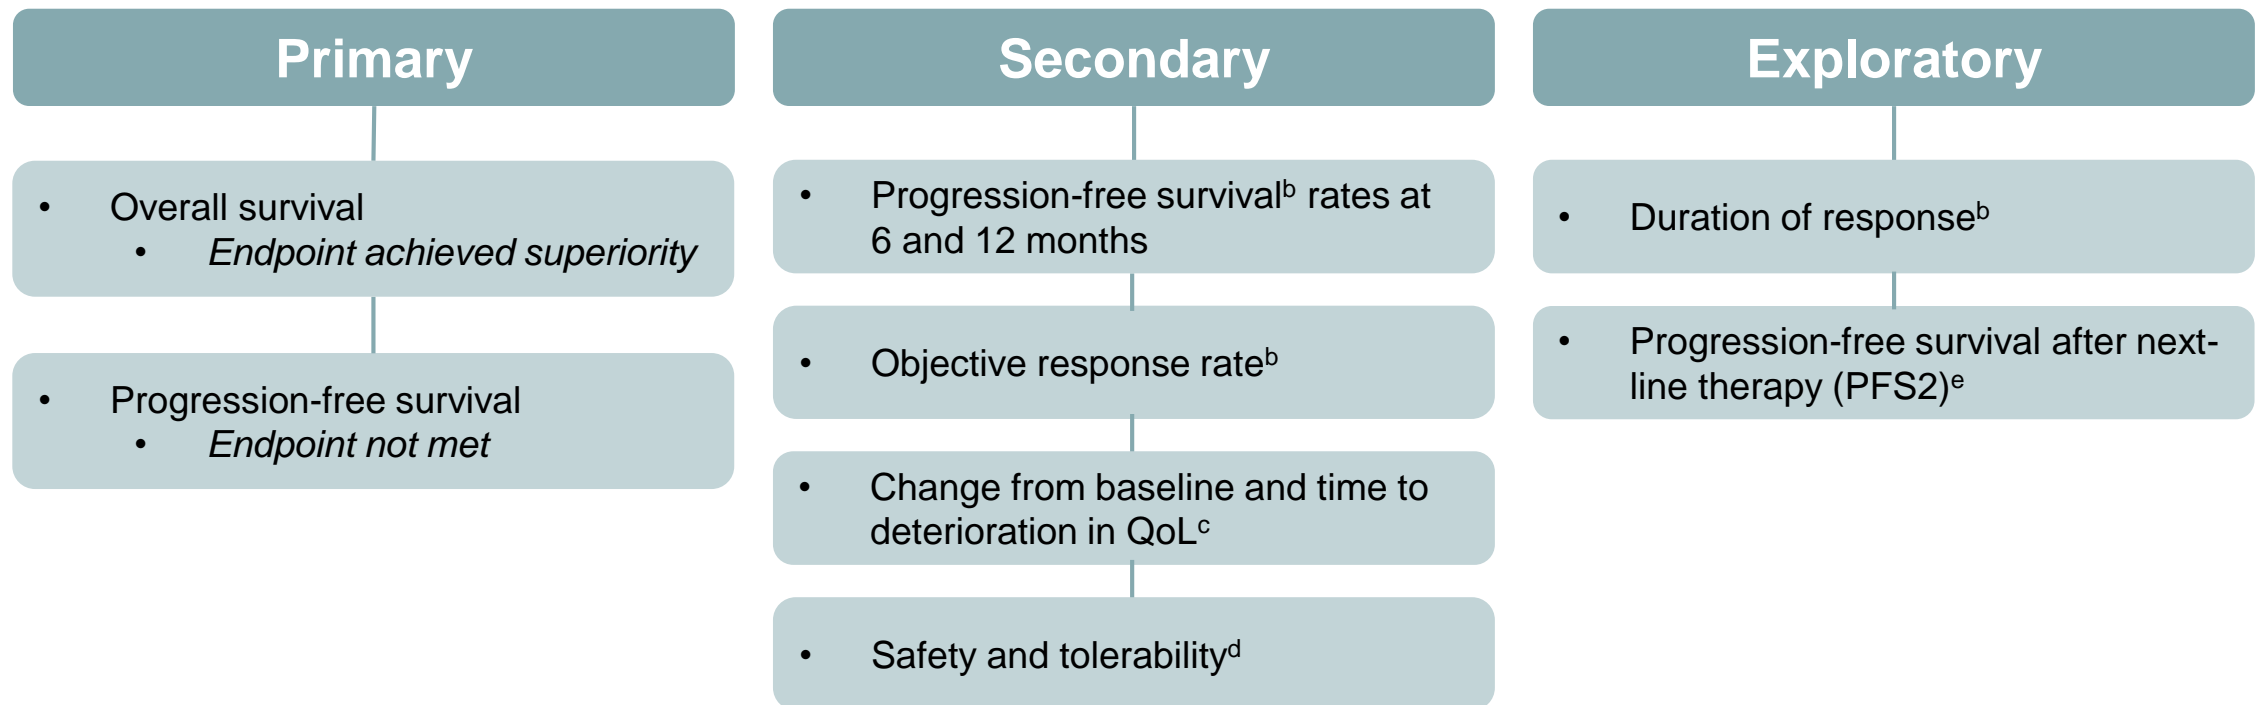 Primary
• Overall survival
• Endpoint achieved superiority
• Progression-free survival
• Endpoint not met
Secondary
• Progression-free survivalᵇ rates at
6 and 12 months
• Objective response rateᵇ
• Change from baseline and time to
deterioration in QoLᶜ
• Safety and tolerabilityᵈ
Exploratory
• Duration of responseᵇ
• Progression-free survival after next-
line therapy (PFS2)ᵉ